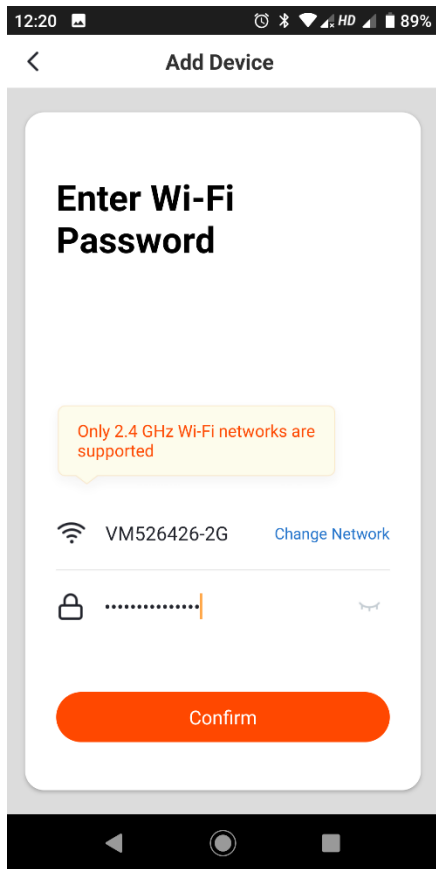 12:20 HD 89%
Add Device
Enter Wi-Fi
Password
Only 2.4 GHz Wi-Fi networks are
supported
VM526426-2G Change Network
•••••••••••••••
Confirm